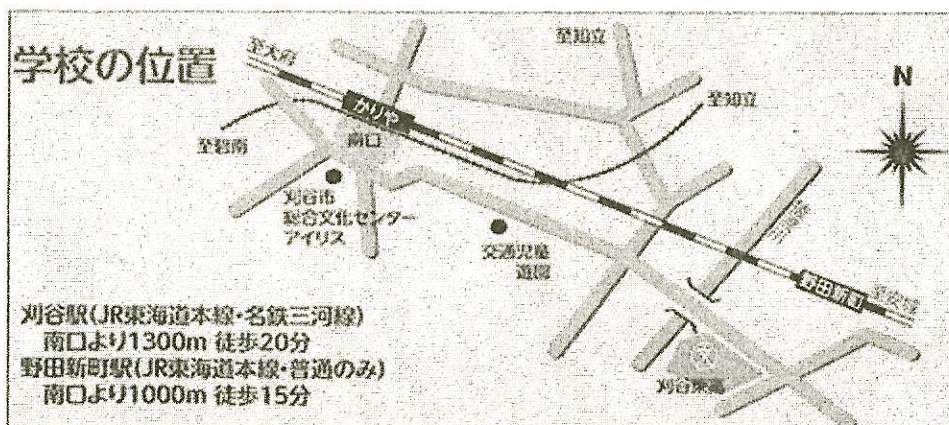 学校の位置
至大府
至知立
N
かりや
至知立
至碧南
南口
刈谷市
総合文化センター
アイリス
交通児童
遊園
野田新町
刈谷東高
刈谷駅(JR東海道本線・名鉄三河線)
南口より1300m 徒歩20分
野田新町駅(JR東海道本線・普通のみ)
南口より1000m 徒歩15分